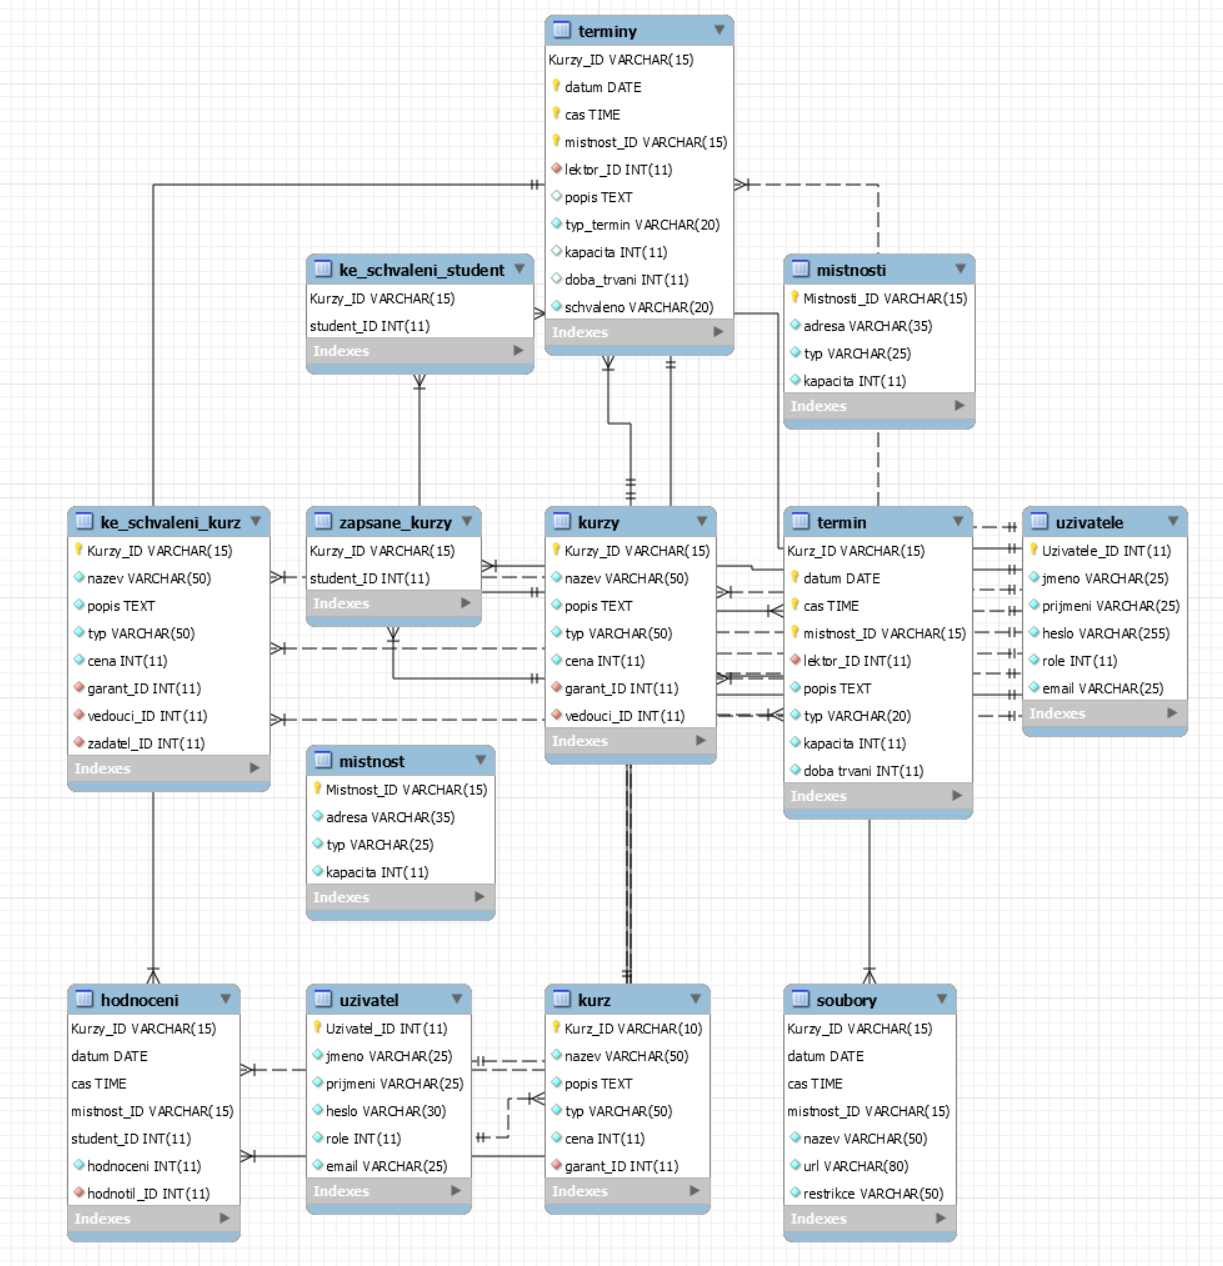 terminy
Kurzy_ID VARCHAR(15)
datum DATE
cas TIME
mistnost_ID VARCHAR(15)
lektor_ID INT(11)
popis TEXT
typ_termin VARCHAR(20)
kapacita INT(11)
doba_trvani INT(11)
schvaleno VARCHAR(20)
Indexes
ke_schvaleni_student
Kurzy_ID VARCHAR(15)
student_ID INT(11)
Indexes
mistnosti
Mistnosti_ID VARCHAR(15)
adresa VARCHAR(35)
typ VARCHAR(25)
kapacita INT(11)
Indexes
ke_schvaleni_kurz
Kurzy_ID VARCHAR(15)
nazev VARCHAR(50)
popis TEXT
typ VARCHAR(50)
cena INT(11)
garant_ID INT(11)
vedouci_ID INT(11)
zadatel_ID INT(11)
Indexes
zapsane_kurzy
Kurzy_ID VARCHAR(15)
student_ID INT(11)
Indexes
kurzy
Kurzy_ID VARCHAR(15)
nazev VARCHAR(50)
popis TEXT
typ VARCHAR(50)
cena INT(11)
garant_ID INT(11)
vedouci_ID INT(11)
Indexes
termin
Kurz_ID VARCHAR(15)
datum DATE
cas TIME
mistnost_ID VARCHAR(15)
lektor_ID INT(11)
popis TEXT
typ VARCHAR(20)
kapacita INT(11)
doba trvani INT(11)
Indexes
uzivatele
Uzivatele_ID INT(11)
jmeno VARCHAR(25)
prijmeni VARCHAR(25)
heslo VARCHAR(255)
role INT(11)
email VARCHAR(25)
Indexes
mistnost
Mistnost_ID VARCHAR(15)
adresa VARCHAR(35)
typ VARCHAR(25)
kapacita INT(11)
Indexes
hodnoceni
Kurzy_ID VARCHAR(15)
datum DATE
cas TIME
mistnost_ID VARCHAR(15)
student_ID INT(11)
hodnoceni INT(11)
hodnotil_ID INT(11)
Indexes
uzivatel
Uzivatel_ID INT(11)
jmeno VARCHAR(25)
prijmeni VARCHAR(25)
heslo VARCHAR(30)
role INT(11)
email VARCHAR(25)
Indexes
kurz
Kurz_ID VARCHAR(10)
nazev VARCHAR(50)
popis TEXT
typ VARCHAR(50)
cena INT(11)
garant_ID INT(11)
Indexes
soubory
Kurzy_ID VARCHAR(15)
datum DATE
cas TIME
mistnost_ID VARCHAR(15)
nazev VARCHAR(50)
url VARCHAR(80)
restrikce VARCHAR(50)
Indexes